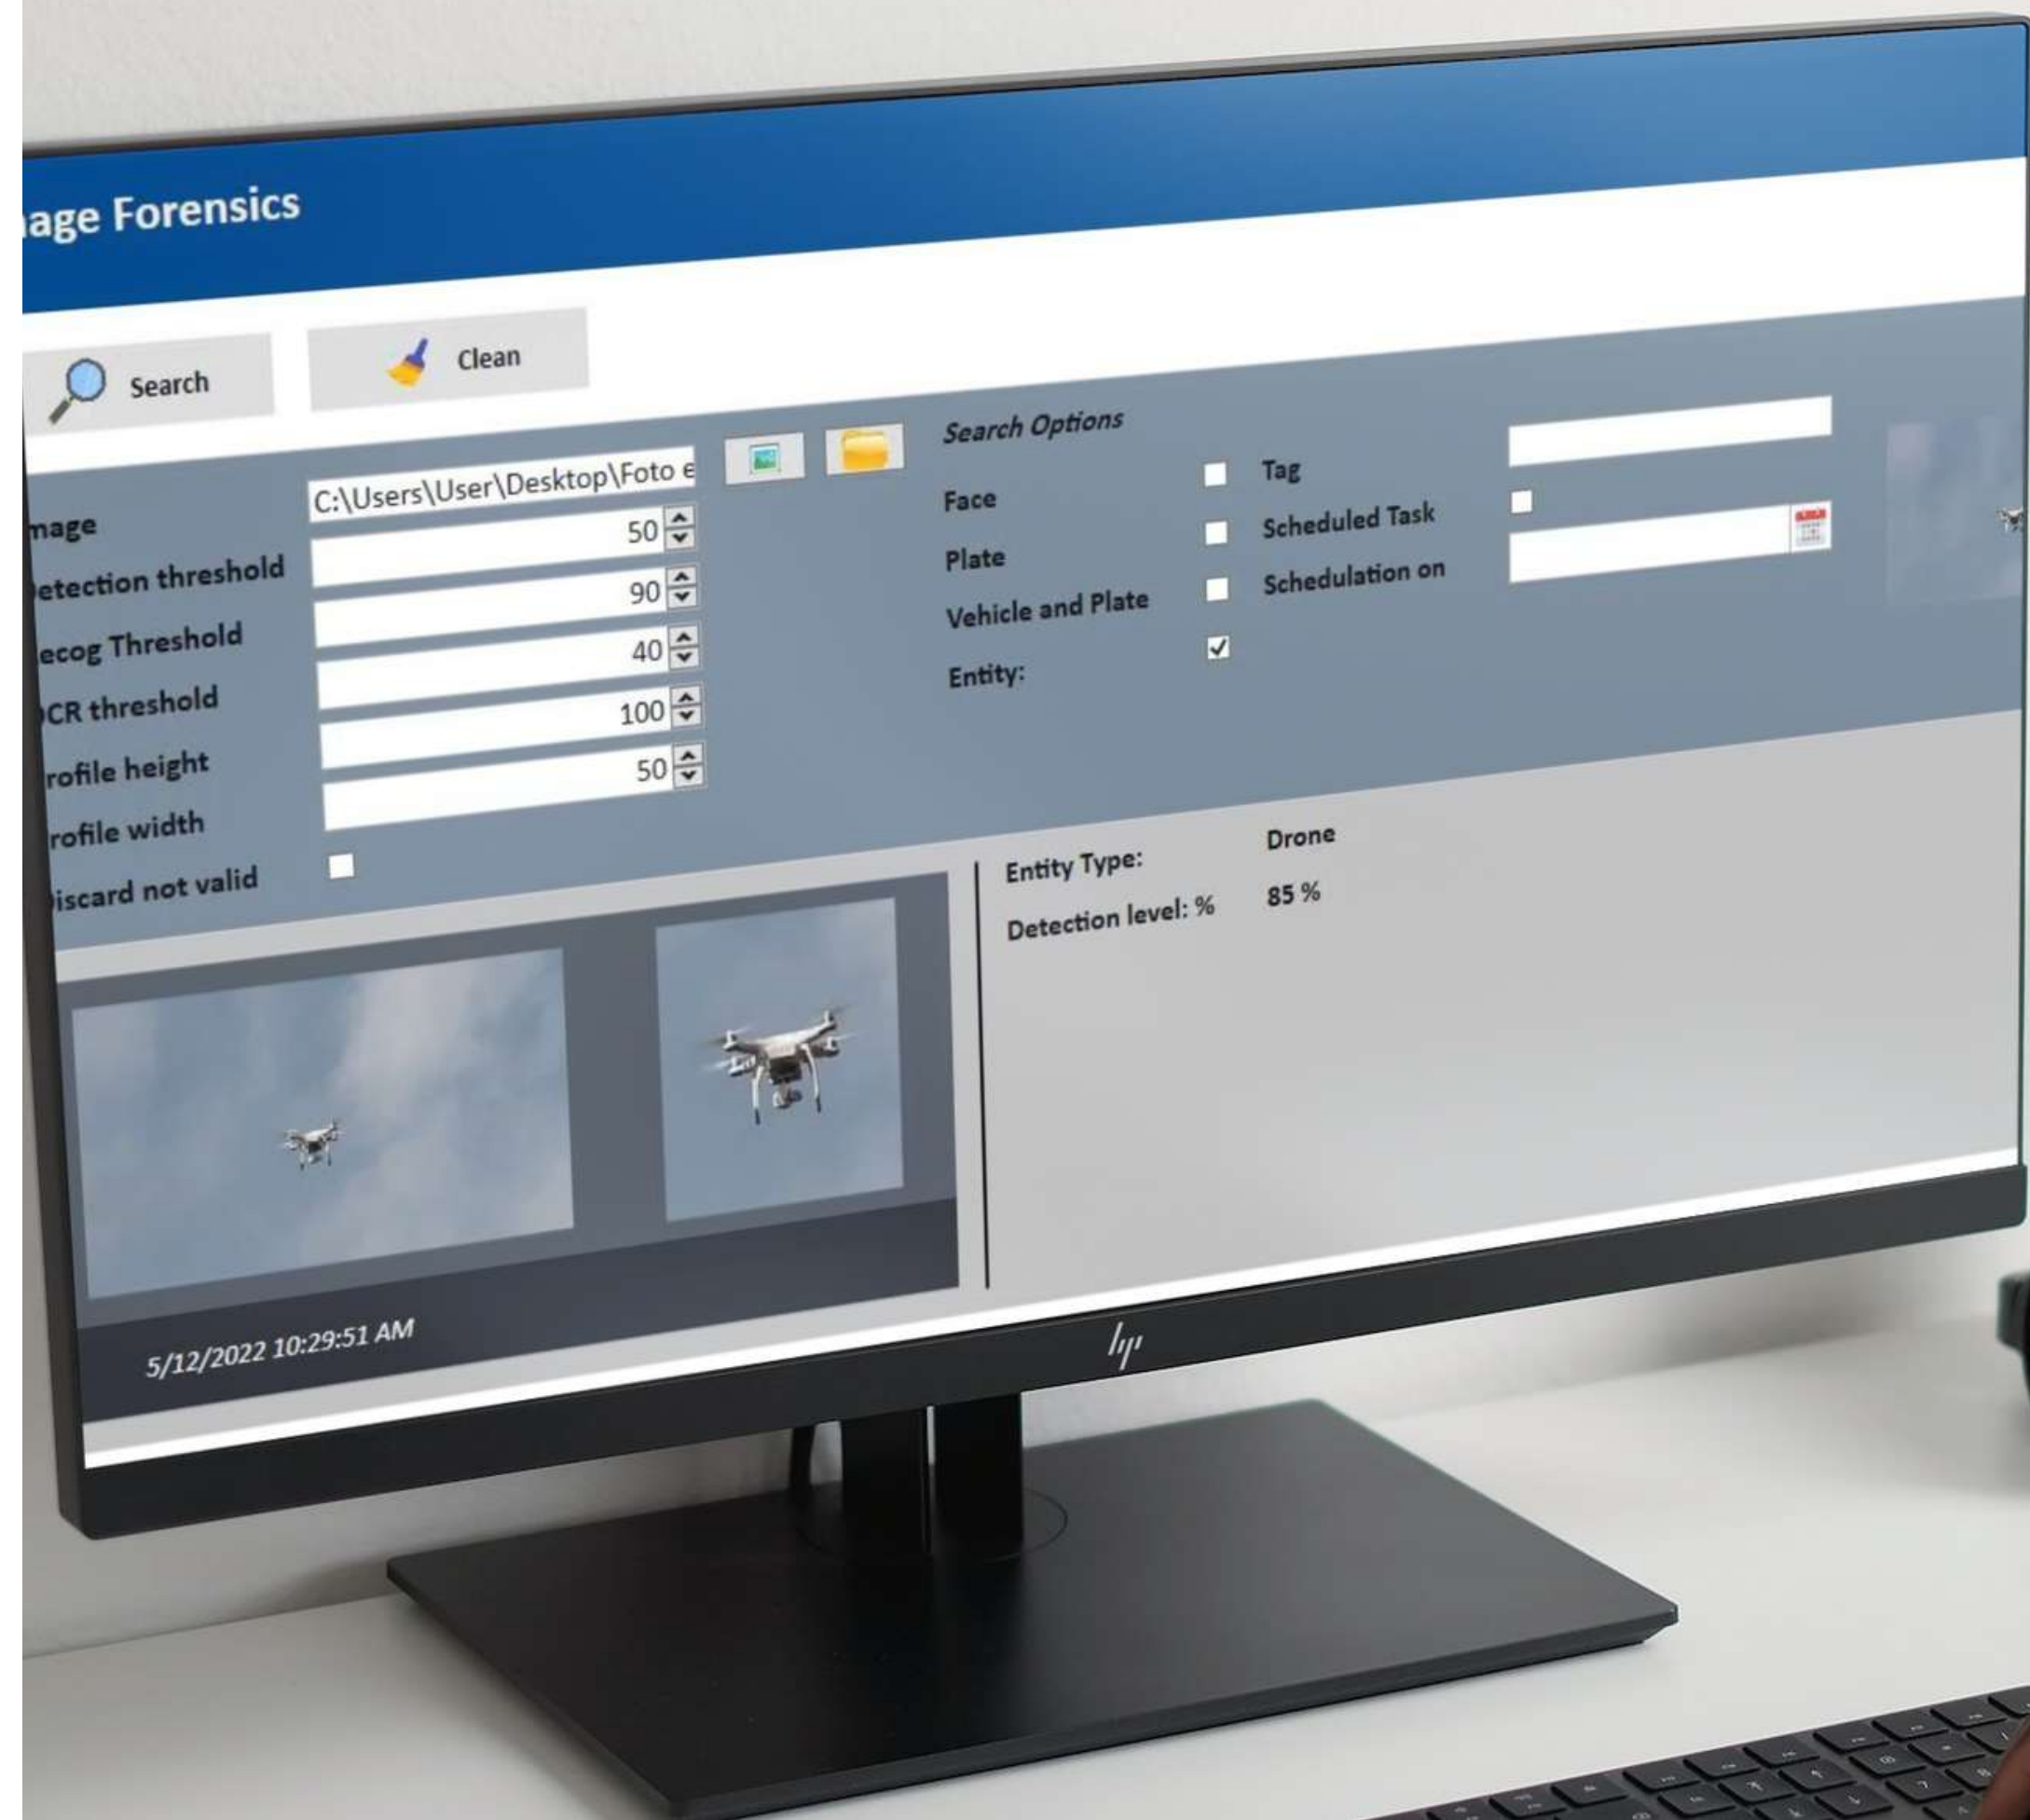 age Forensics
Search
Clean
mage
C:\Users\User\Desktop\Foto e
etection threshold
50
ecog Threshold
90
CR threshold
40
rofile height
100
rofile width
50
iscard not valid
Search Options
Face
Plate
Vehicle and Plate
Entity:
Tag
Scheduled Task
Schedulation on
Entity Type:
Drone
Detection level: %
85 %
5/12/2022 10:29:51 AM
hp